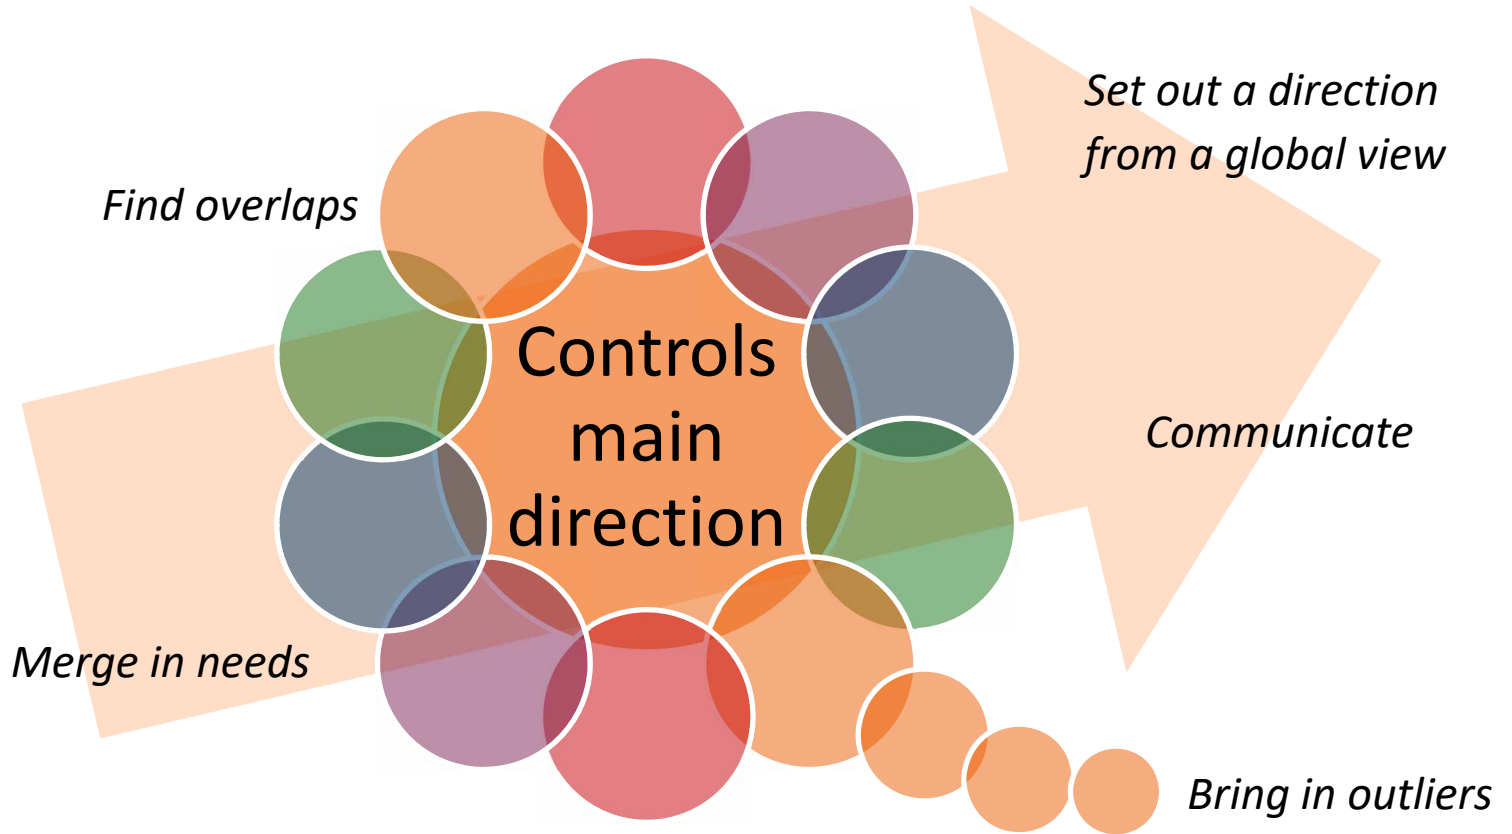 Set out a direction
from a global view
Find overlaps
Controls
main
direction
Communicate
Merge in needs
Bring in outliers